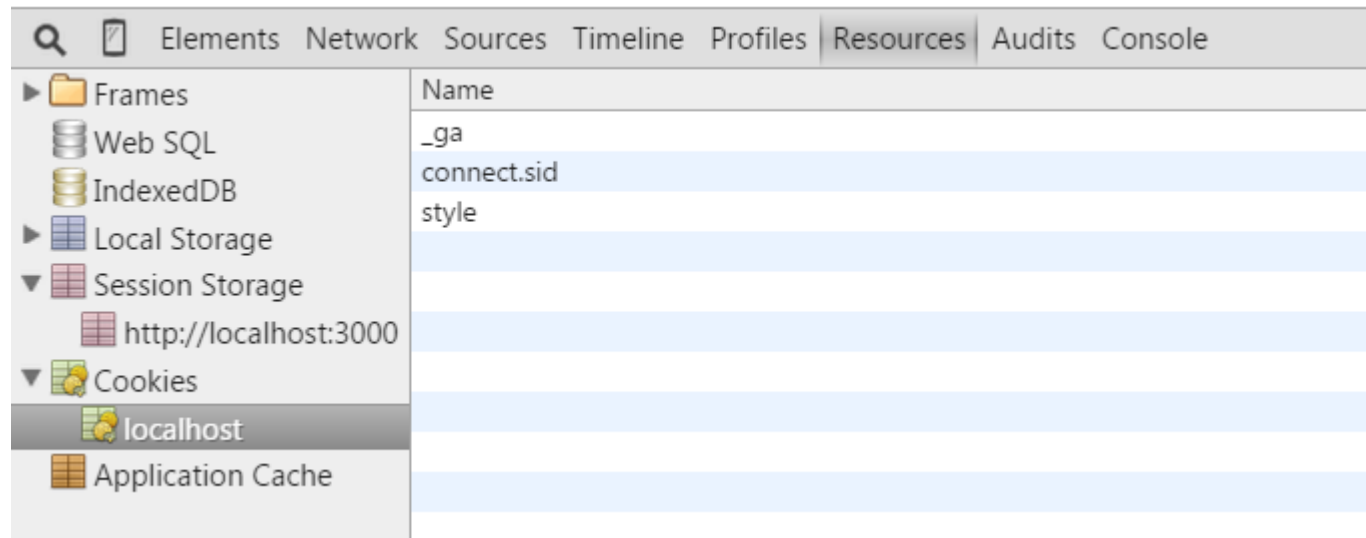 Elements Network Sources Timeline Profiles Resources Audits Console
Frames
Web SQL
IndexedDB
Local Storage
Session Storage
http://localhost:3000
Cookies
localhost
Application Cache
Name
_ga
connect.sid
style